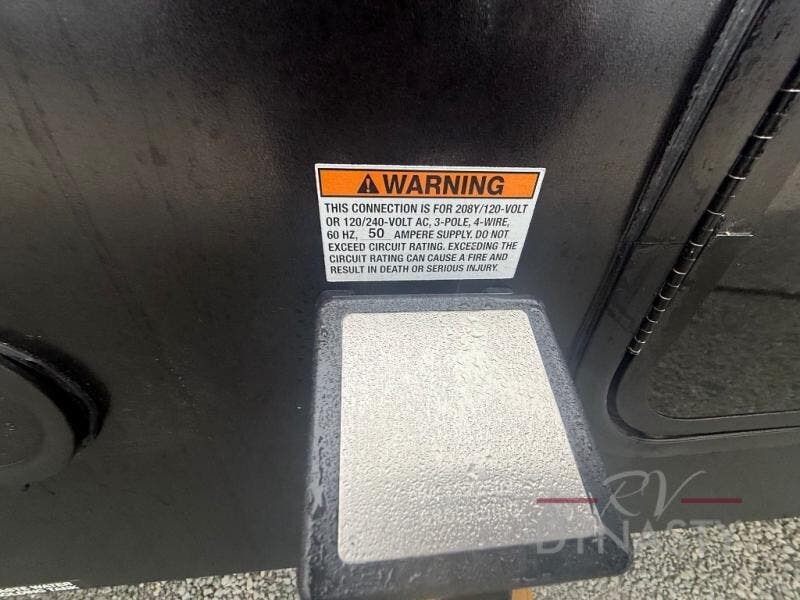 WARNING
THIS CONNECTION IS FOR 208Y/120-VOLT
OR 120/240-VOLT AC, 3-POLE, 4-WIRE,
60 HZ, 50 AMPERE SUPPLY. DO NOT
EXCEED CIRCUIT RATING. EXCEEDING THE
CIRCUIT RATING CAN CAUSE A FIRE AND
RESULT IN DEATH OR SERIOUS INJURY.
RV
DYNASTY
WATER